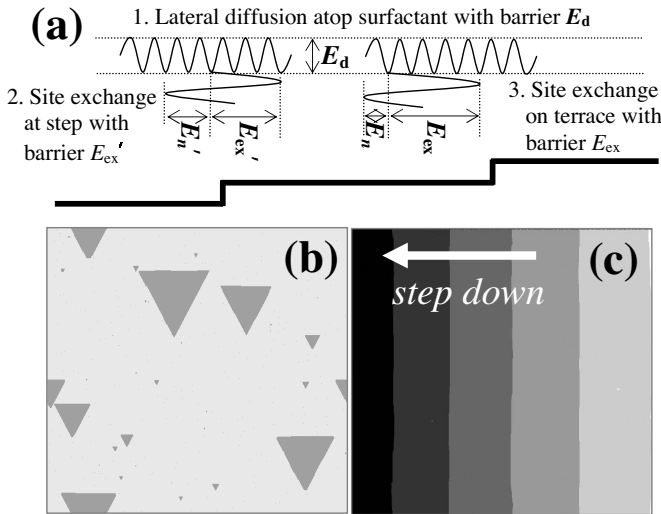 (a)
1. Lateral diffusion atop surfactant with barrier E_d
E_d
2. Site exchange
at step with
barrier E_ex′
E_n′
E_ex′
E_n
E_ex
3. Site exchange
on terrace with
barrier E_ex
(b)
(c)
step down